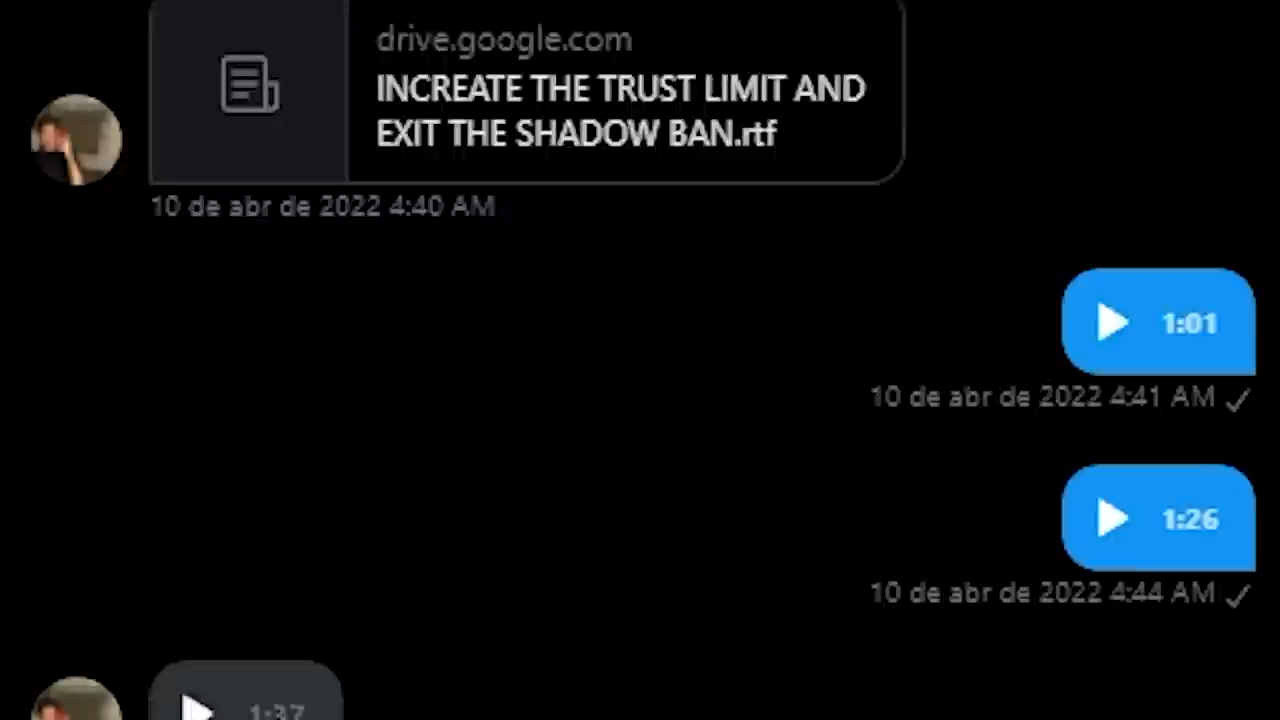 drive.google.com
INCREATE THE TRUST LIMIT AND
EXIT THE SHADOW BAN.rtf
10 de abr de 2022 4:40 AM
1:01
10 de abr de 2022 4:41 AM
1:26
10 de abr de 2022 4:44 AM
1:37